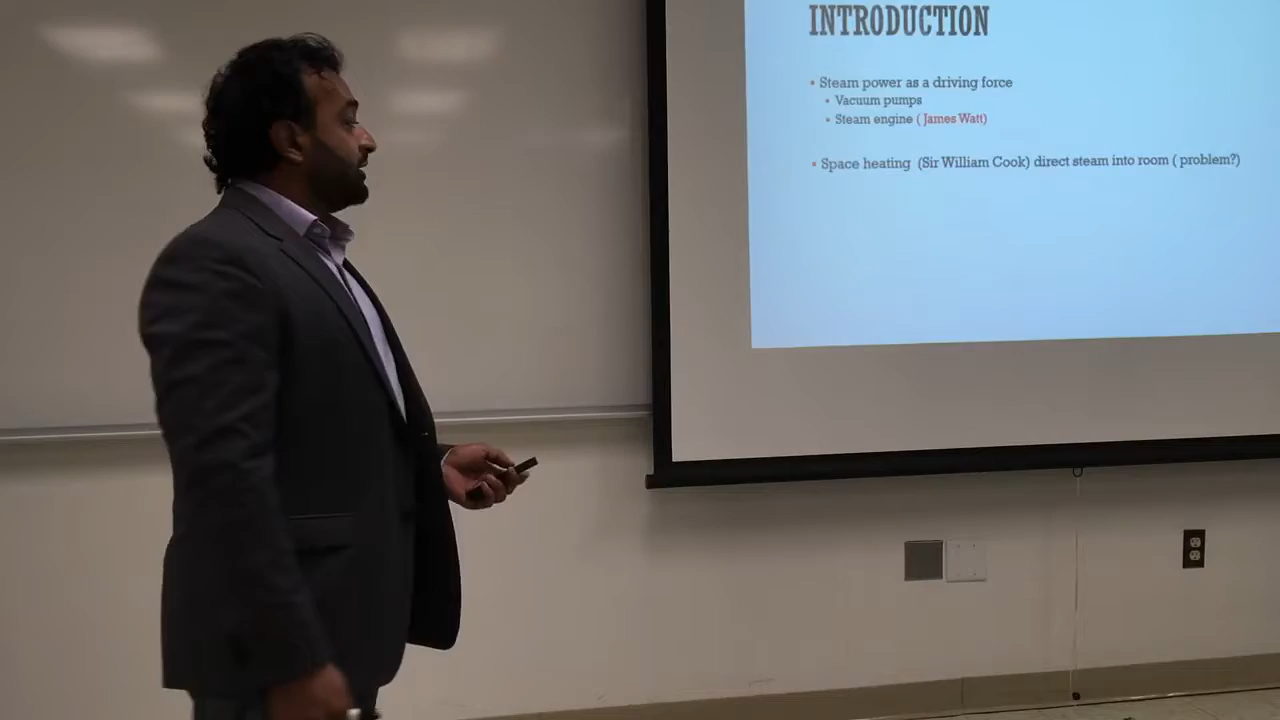 INTRODUCTION
• Steam power as a driving force
• Vacuum pumps
• Steam engine ( James Watt)
• Space heating (Sir William Cook) direct steam into room ( problem?)